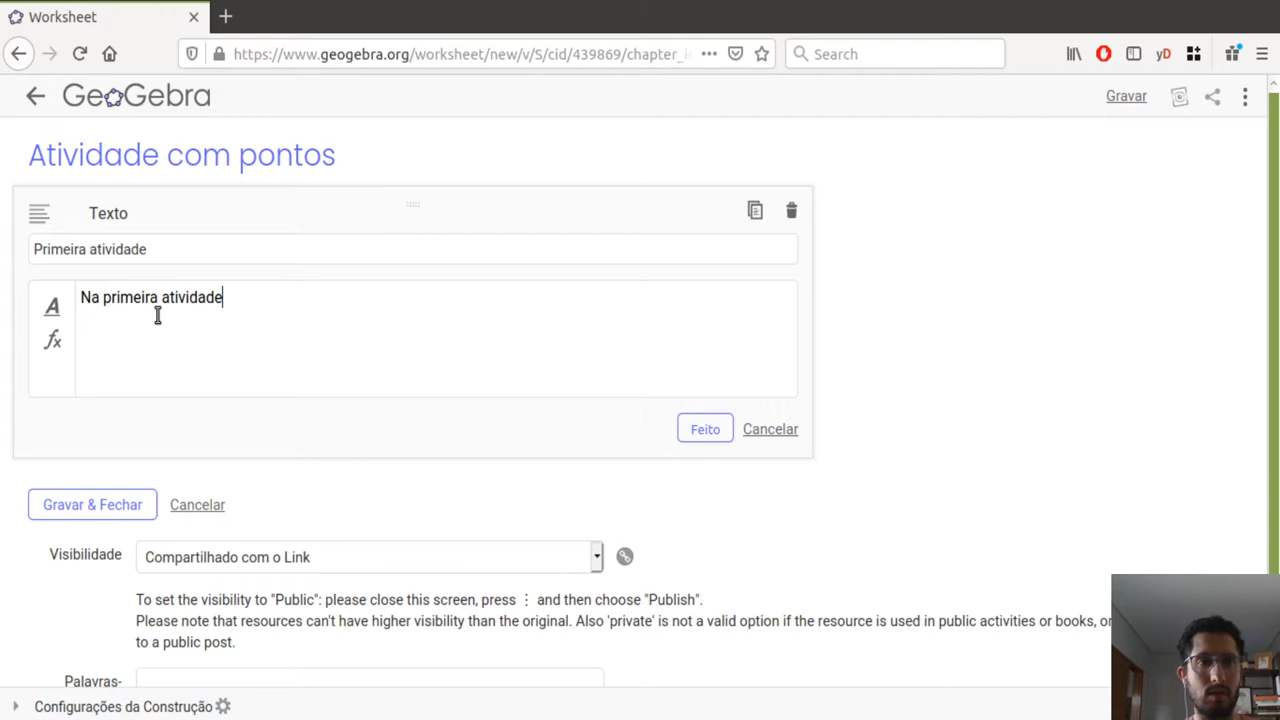 Worksheet
https://www.geogebra.org/worksheet/new/v/S/cid/439869/chapter_i
Search
yD
GeoGebra
Gravar
Atividade com pontos
Texto
Primeira atividade
A
Na primeira atividade
fx
Feito
Cancelar
Gravar & Fechar
Cancelar
Visibilidade
Compartilhado com o Link
To set the visibility to "Public": please close this screen, press ⋮ and then choose "Publish".
Please note that resources can't have higher visibility than the original. Also 'private' is not a valid option if the resource is used in public activities or books, or
to a public post.
Palavras-
Configurações da Construção